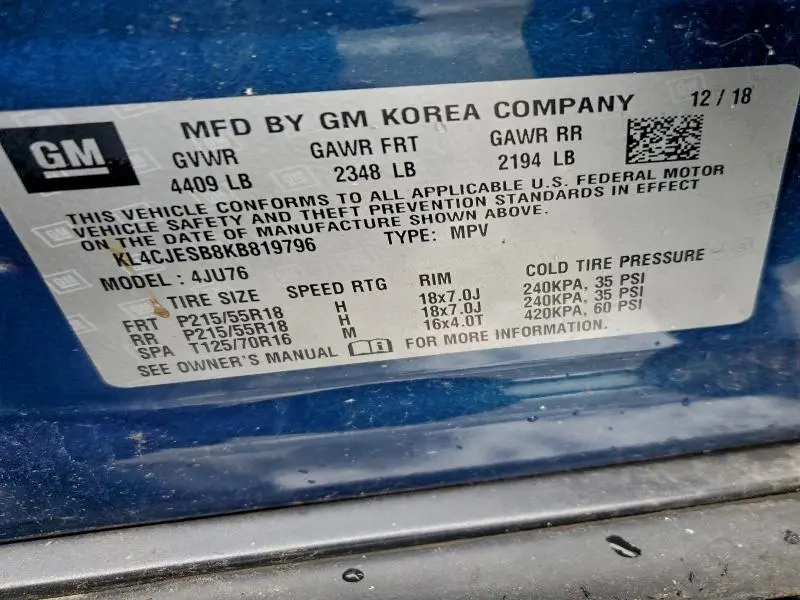 GM
MFD BY GM KOREA COMPANY 12 / 18
GVWR GAWR FRT GAWR RR
4409 LB 2348 LB 2194 LB
THIS VEHICLE CONFORMS TO ALL APPLICABLE U.S. FEDERAL MOTOR
VEHICLE SAFETY AND THEFT PREVENTION STANDARDS IN EFFECT
ON THE DATE OF MANUFACTURE SHOWN ABOVE.
KL4CJESB8KB819796 TYPE: MPV
MODEL : 4JU76
TIRE SIZE SPEED RTG RIM COLD TIRE PRESSURE
FRT P215/55R18 H 18x7.0J 240KPA, 35 PSI
RR P215/55R18 H 18x7.0J 240KPA, 35 PSI
SPA T125/70R16 M 16x4.0T 420KPA, 60 PSI
SEE OWNER'S MANUAL FOR MORE INFORMATION.